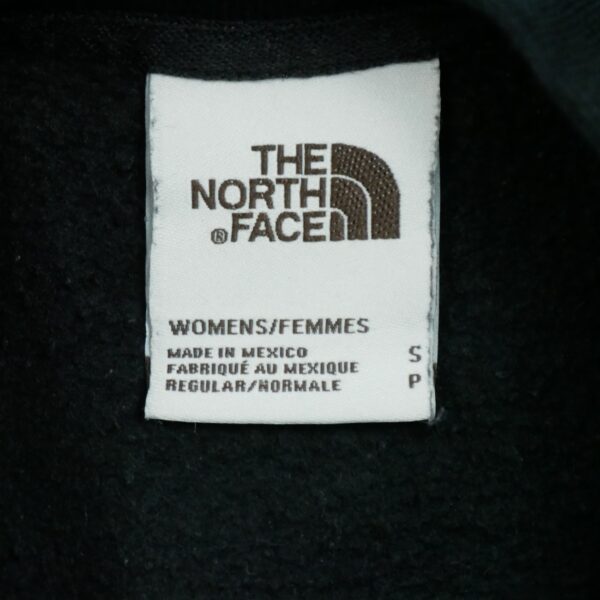 THE
NORTH
® FACE
WOMENS/FEMMES
MADE IN MEXICO S
FABRIQUÉ AU MEXIQUE
REGULAR/NORMALE P